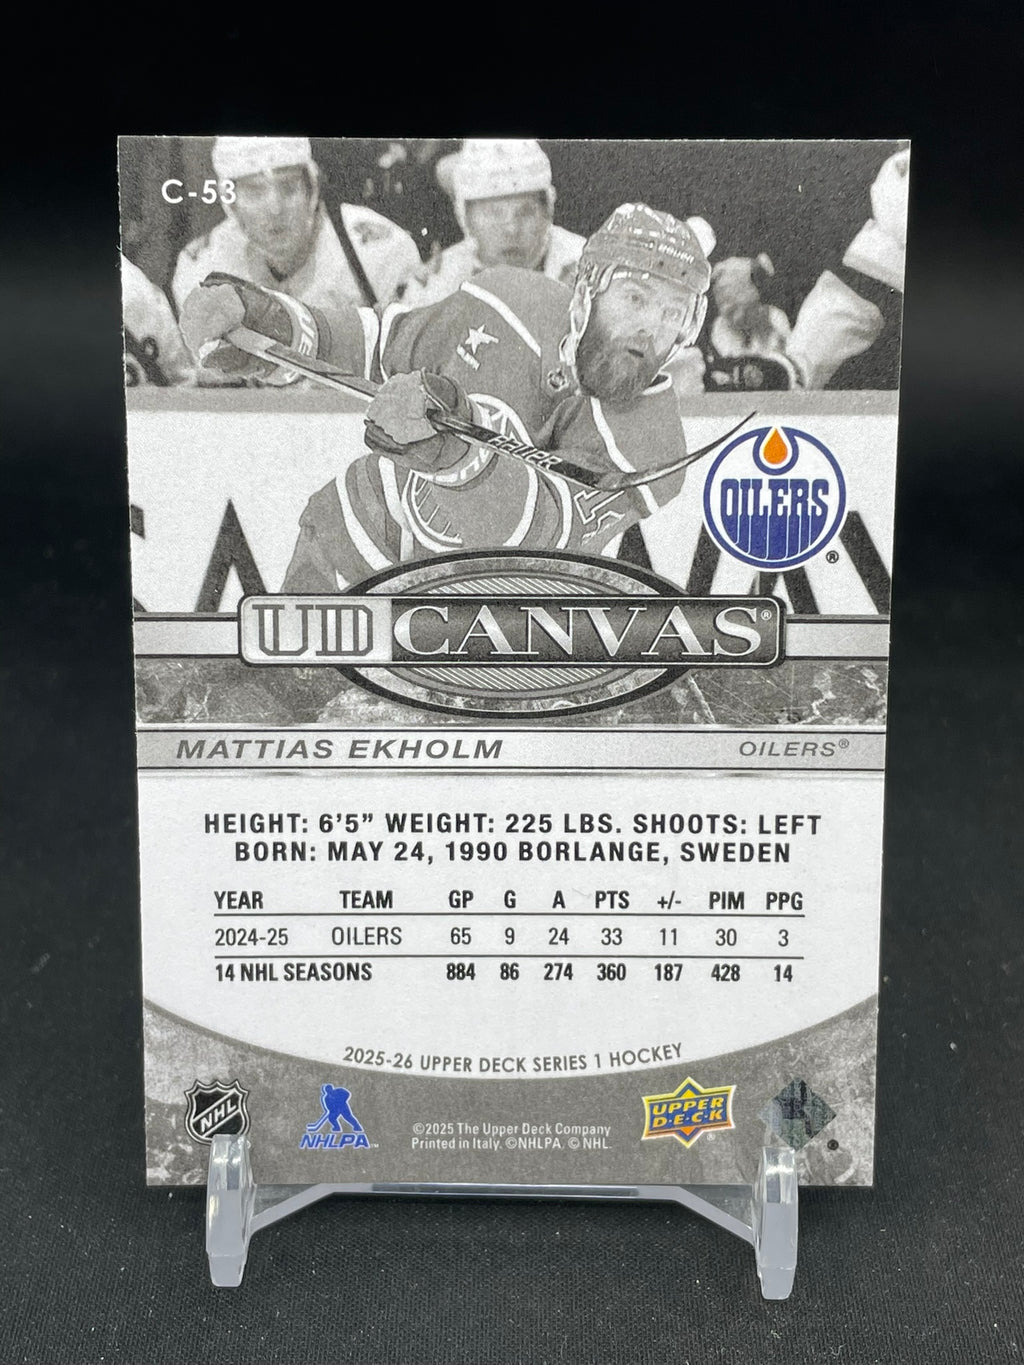 C-53
BAUER
OILERS®
UD CANVAS®
MATTIAS EKHOLM OILERS®
HEIGHT: 6'5" WEIGHT: 225 LBS. SHOOTS: LEFT
BORN: MAY 24, 1990 BORLANGE, SWEDEN
YEAR TEAM GP G A PTS +/- PIM PPG
2024-25 OILERS 65 9 24 33 11 30 3
14 NHL SEASONS 884 86 274 360 187 428 14
2025-26 UPPER DECK SERIES 1 HOCKEY
NHL
NHLPA™
©2025 The Upper Deck Company
Printed in Italy. ©NHLPA. © NHL.
UPPER
D·E·C·K®